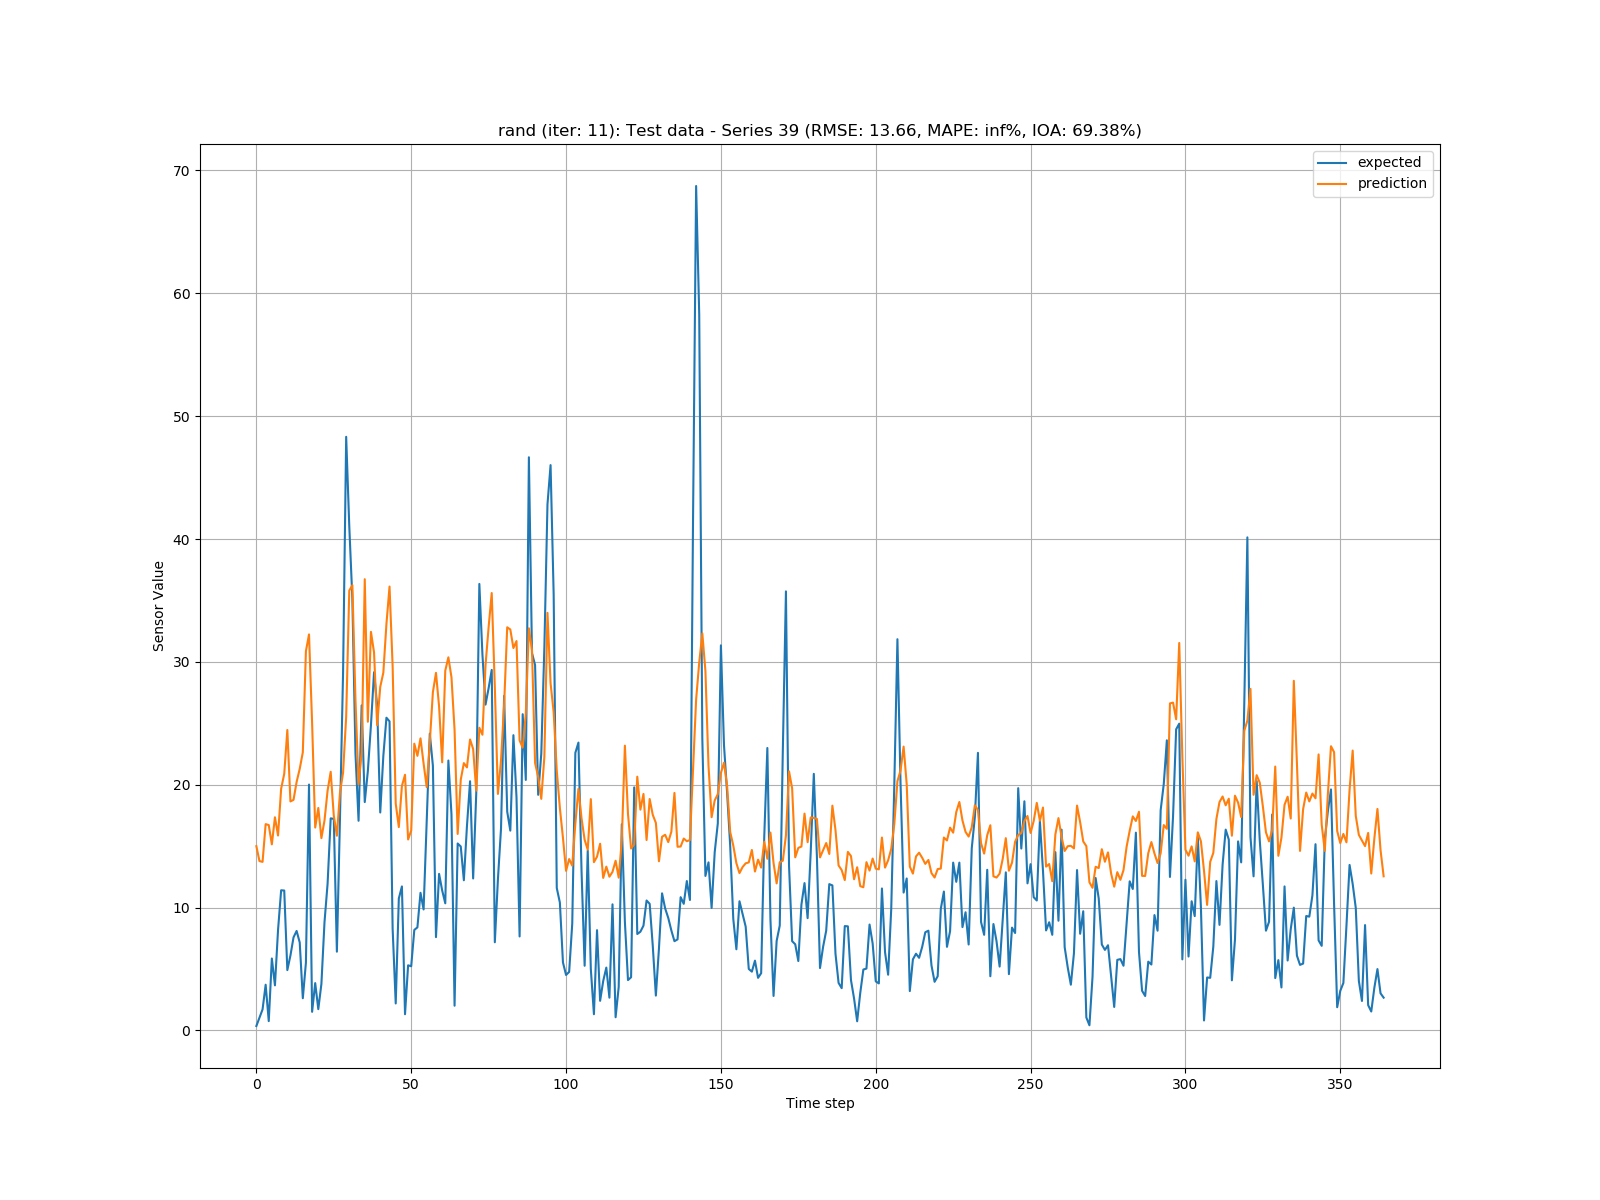 rand (iter: 11): Test data - Series 39 (RMSE: 13.66, MAPE: inf%, IOA: 69.38%)
expected
prediction
70
60
50
40
30
20
10
0
Sensor Value
0 50 100 150 200 250 300 350
Time step